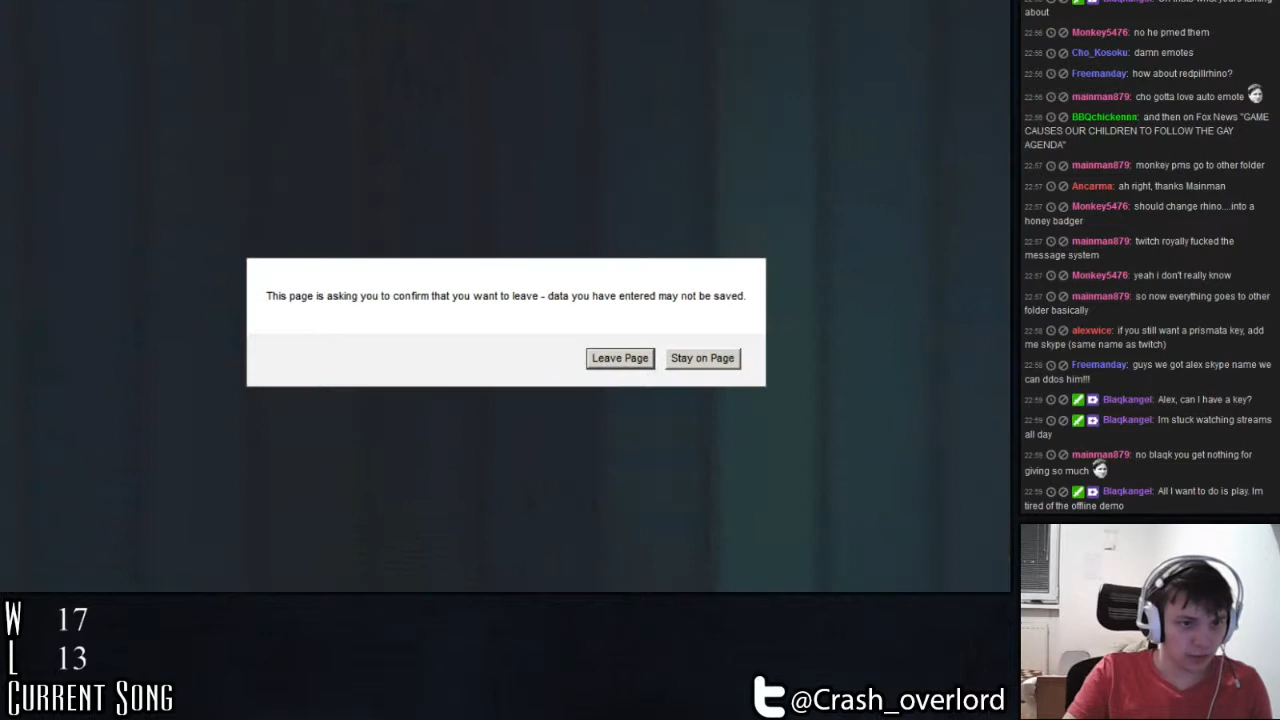 This page is asking you to confirm that you want to leave - data you have entered may not be saved.
Leave Page
Stay on Page
about
22:56 Monkey5476: no he pmed them
22:56 Cho_Kosoku: damn emotes
22:56 Freemanday: how about redpillrhino?
22:56 mainman879: cho gotta love auto emote
22:56 BBQchickennn: and then on Fox News "GAME
CAUSES OUR CHILDREN TO FOLLOW THE GAY
AGENDA"
22:57 mainman879: monkey pms go to other folder
22:57 Ancarma: ah right, thanks Mainman
22:57 Monkey5476: should change rhino....into a
honey badger
22:57 mainman879: twitch royally fucked the
message system
22:57 Monkey5476: yeah i don't really know
22:57 mainman879: so now everything goes to other
folder basically
22:58 alexwice: if you still want a prismata key, add
me skype (same name as twitch)
22:58 Freemanday: guys we got alex skype name we
can ddos him!!!
22:59 Blaqkangel: Alex, can I have a key?
22:59 Blaqkangel: Im stuck watching streams
all day
22:59 mainman879: no blaqk you get nothing for
giving so much
22:59 Blaqkangel: All I want to do is play. Im
tired of the offline demo
W 17
L 13
CURRENT SONG
@Crash_overlord